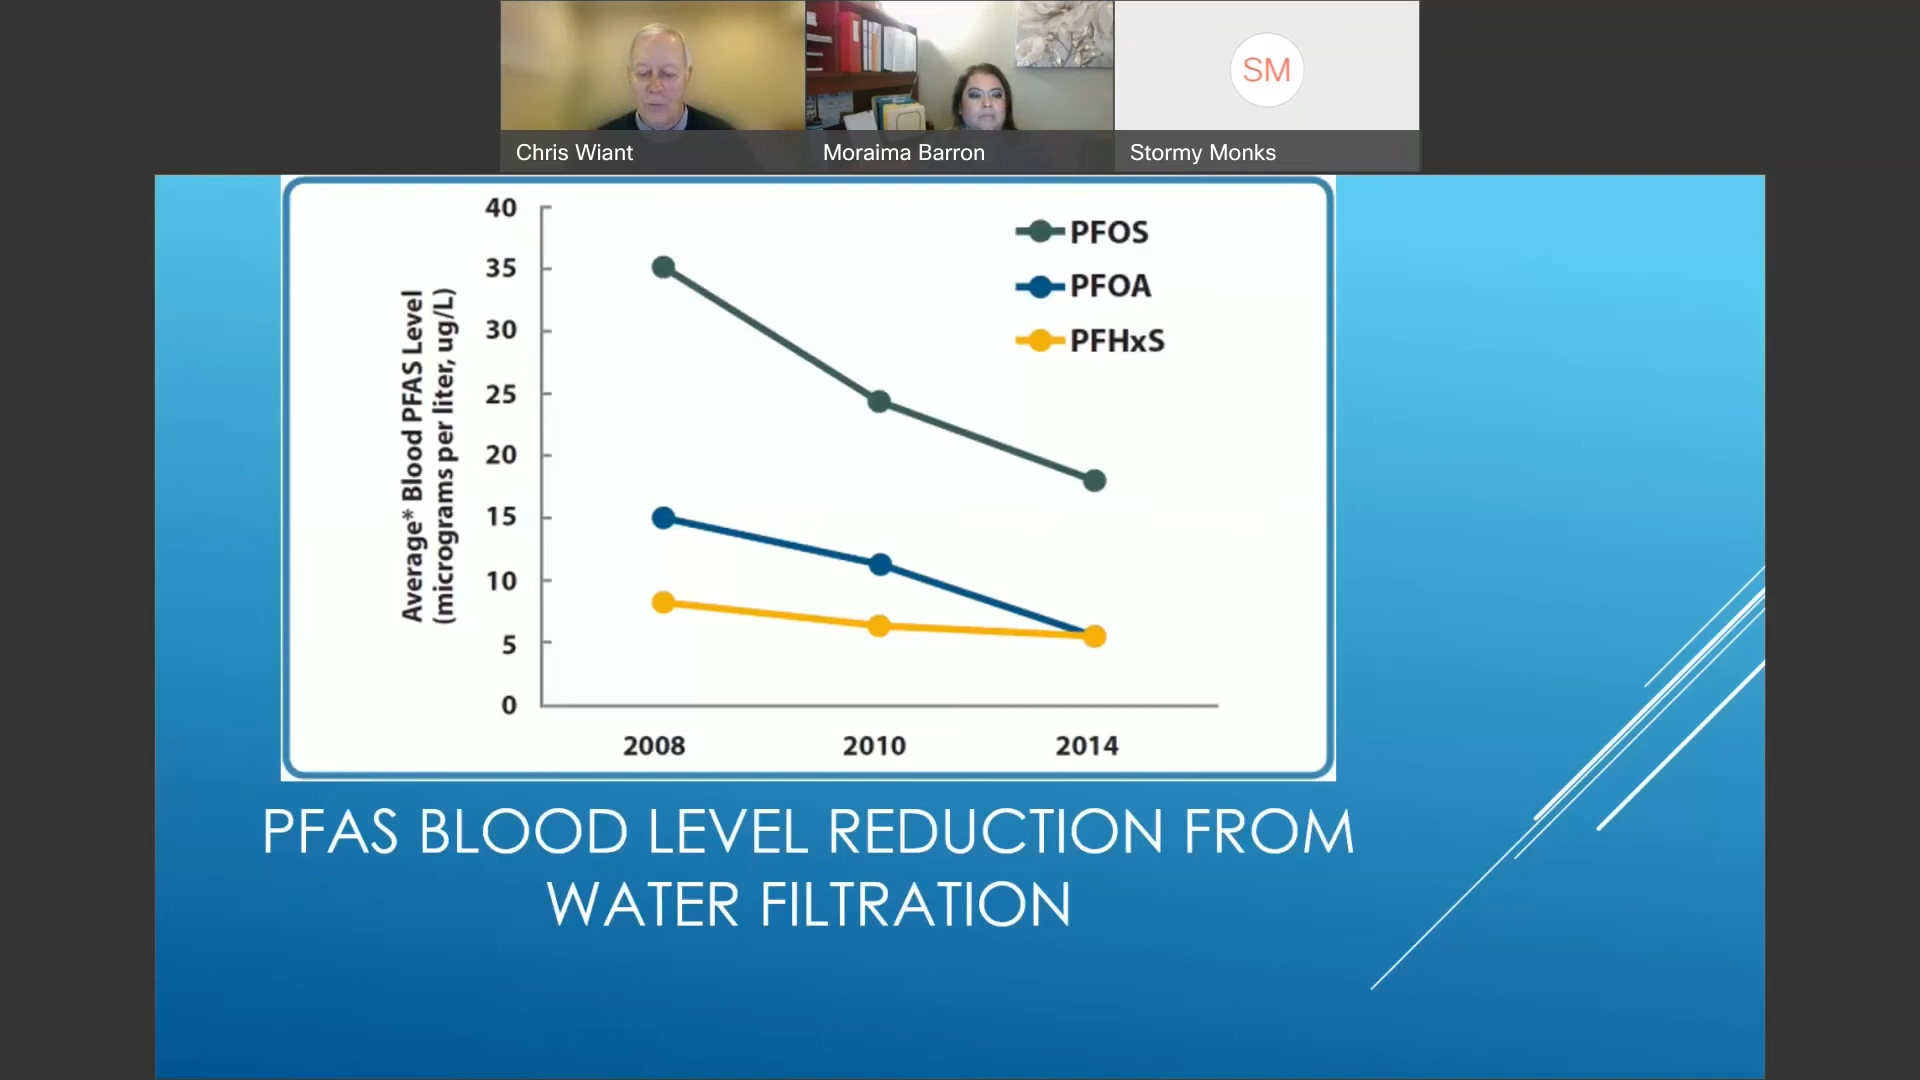 Chris Wiant
Moraima Barron
SM
Stormy Monks
40
35
30
25
20
15
10
5
0
Average* Blood PFAS Level
(micrograms per liter, ug/L)
PFOS
PFOA
PFHxS
2008
2010
2014
PFAS BLOOD LEVEL REDUCTION FROM
WATER FILTRATION